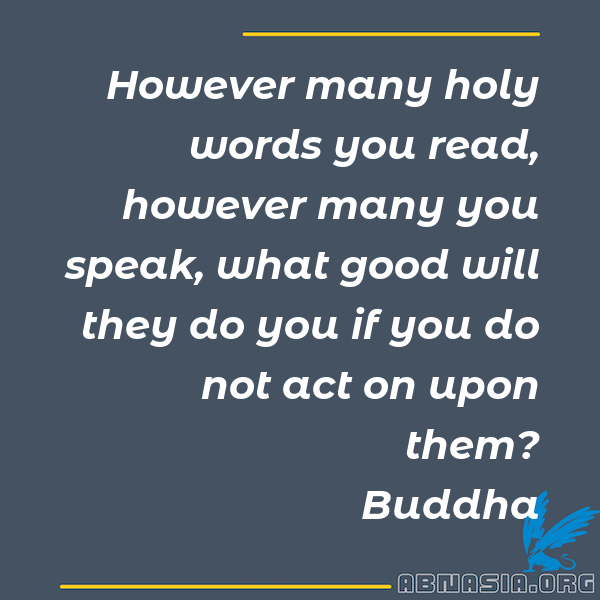 However many holy
words you read,
however many you
speak, what good will
they do you if you do
not act on upon
them?
Buddha
ABNASIA.ORG